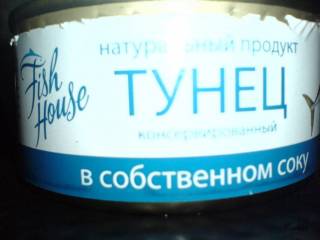 Fish
House
натуральный продукт
ТУНЕЦ
консервированный
в собственном соку